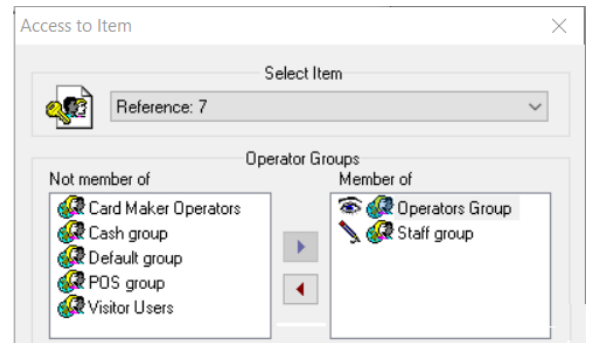 Access to Item
Select Item
Reference: 7
Operator Groups
Not member of
Card Maker Operators
Cash group
Default group
POS group
Visitor Users
Member of
Operators Group
Staff group